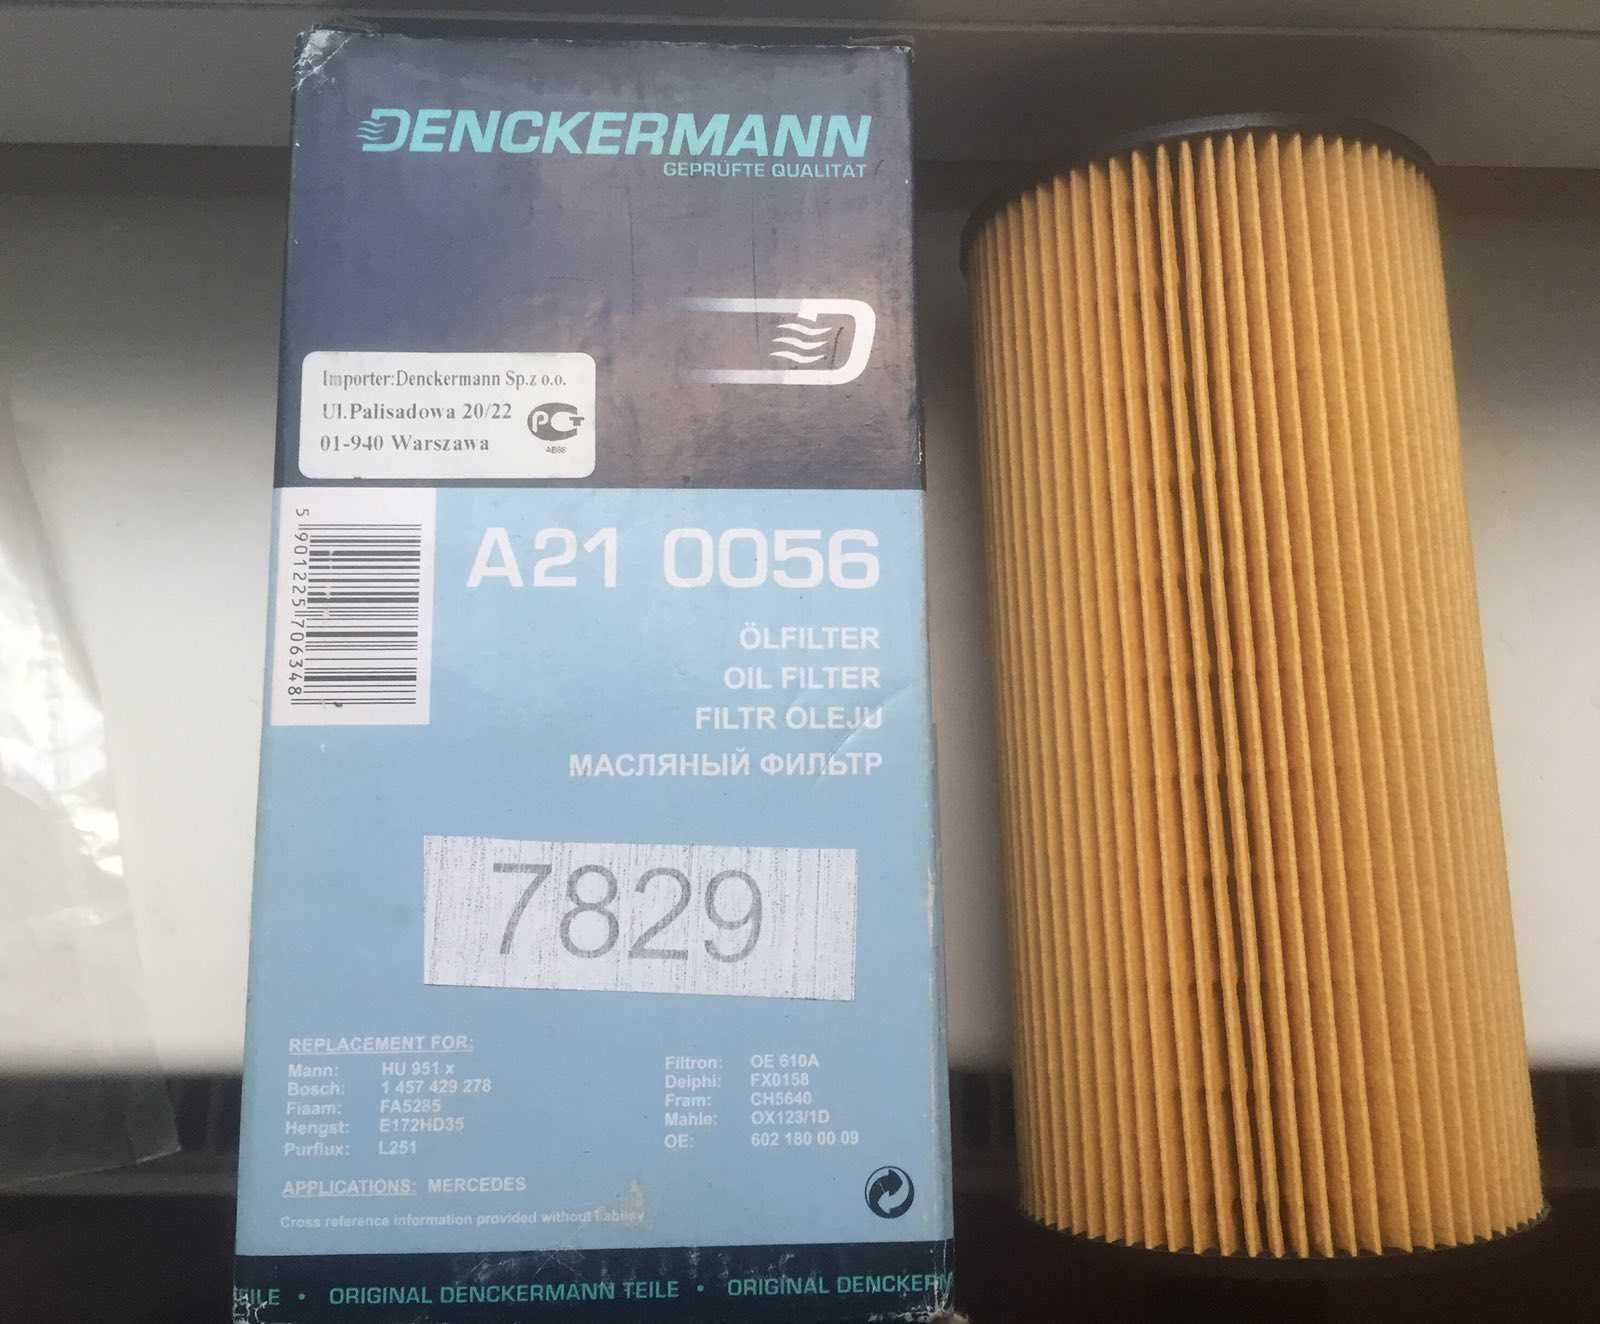 DENCKERMANN
GEPRÜFTE QUALITÄT
Importer:Denckermann Sp.z o.o.
Ul.Palisadowa 20/22
01-940 Warszawa
РСТ
АВ88
5 901225 706348
A21 0056
ÖLFILTER
OIL FILTER
FILTR OLEJU
МАСЛЯНЫЙ ФИЛЬТР
7829
REPLACEMENT FOR:
Mann: HU 951 x
Bosch: 1 457 429 278
Fiaam: FA5285
Hengst: E172HD35
Purflux: L251
Filtron: OE 610A
Delphi: FX0158
Fram: CH5640
Mahle: OX123/1D
OE: 602 180 00 09
APPLICATIONS: MERCEDES
Cross reference information provided without liability
EILE • ORIGINAL DENCKERMANN TEILE • ORIGINAL DENCKERM